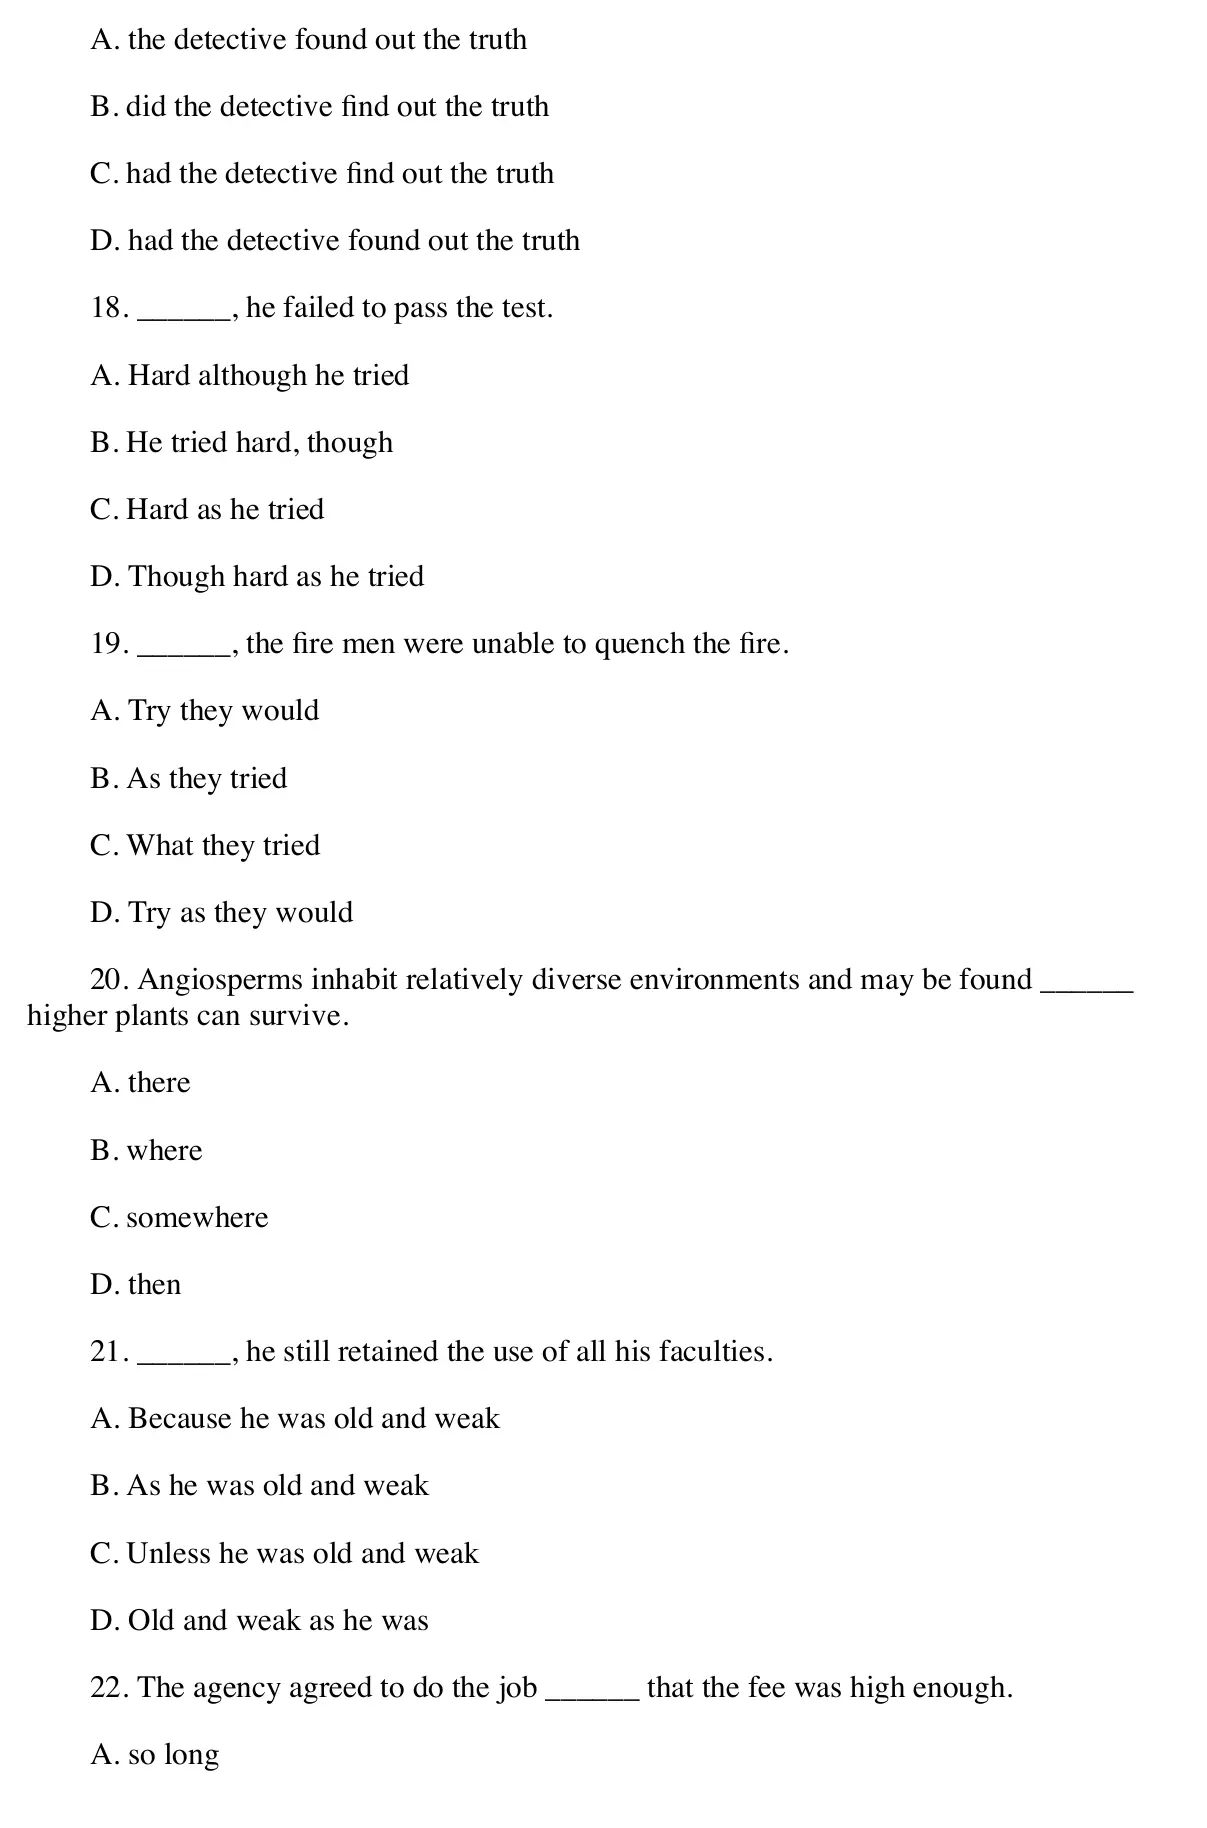 A. the detective found out the truth
B. did the detective find out the truth
C. had the detective find out the truth
D. had the detective found out the truth
18. ______, he failed to pass the test.
A. Hard although he tried
B. He tried hard, though
C. Hard as he tried
D. Though hard as he tried
19. ______, the fire men were unable to quench the fire.
A. Try they would
B. As they tried
C. What they tried
D. Try as they would
20. Angiosperms inhabit relatively diverse environments and may be found ______
higher plants can survive.
A. there
B. where
C. somewhere
D. then
21. ______, he still retained the use of all his faculties.
A. Because he was old and weak
B. As he was old and weak
C. Unless he was old and weak
D. Old and weak as he was
22. The agency agreed to do the job ______ that the fee was high enough.
A. so long